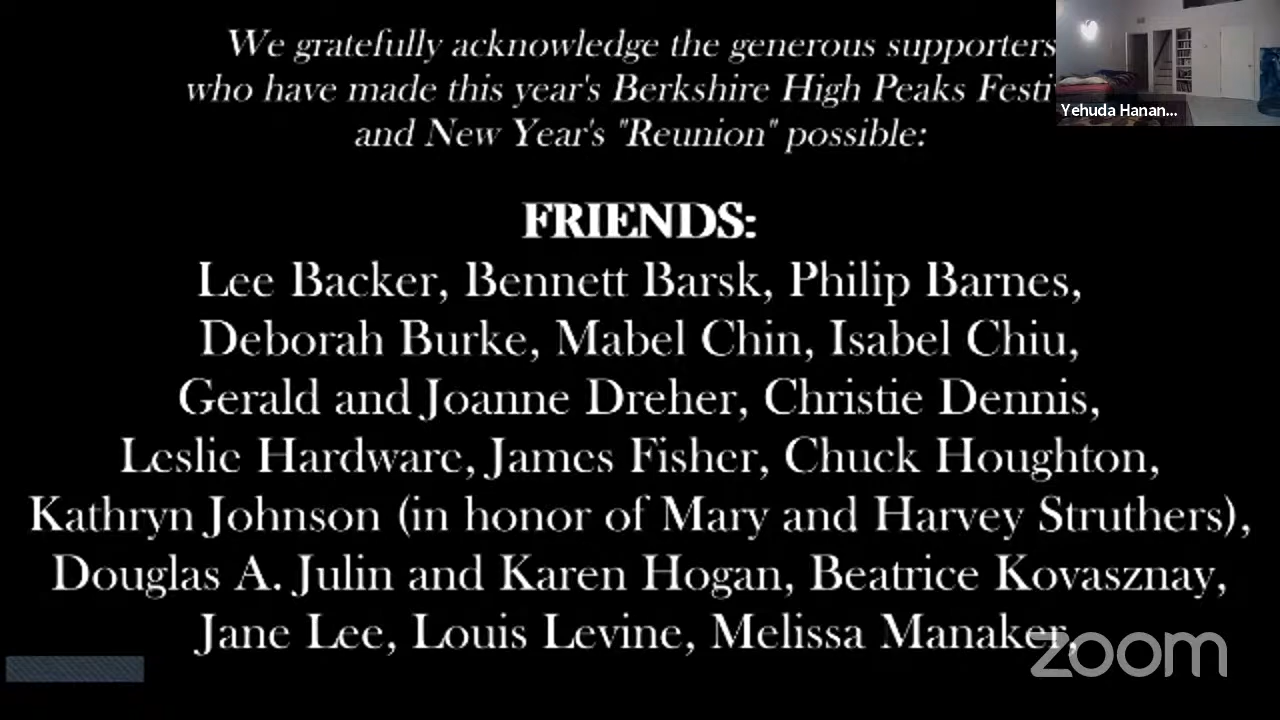 We gratefully acknowledge the generous supporters
who have made this year's Berkshire High Peaks Festi
and New Year's "Reunion" possible:
Yehuda Hanan...
FRIENDS:
Lee Backer, Bennett Barsk, Philip Barnes,
Deborah Burke, Mabel Chin, Isabel Chiu,
Gerald and Joanne Dreher, Christie Dennis,
Leslie Hardware, James Fisher, Chuck Houghton,
Kathryn Johnson (in honor of Mary and Harvey Struthers),
Douglas A. Julin and Karen Hogan, Beatrice Kovasznay,
Jane Lee, Louis Levine, Melissa Manaker,
zoom